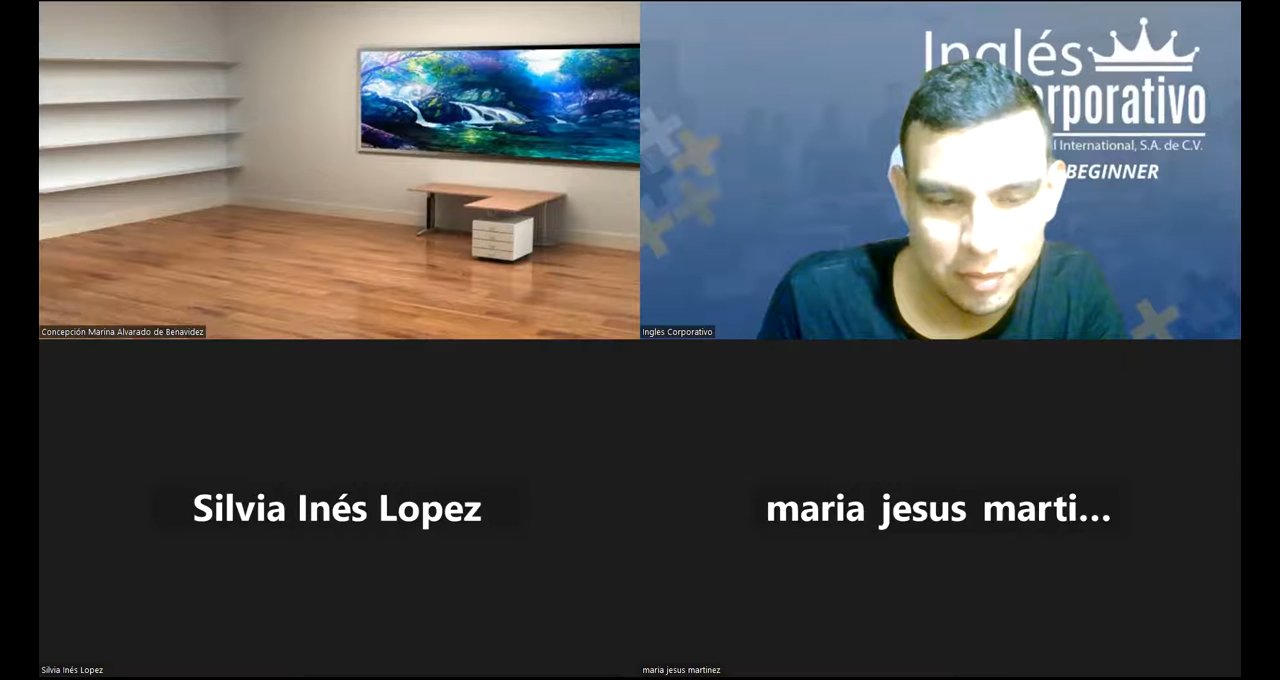 Inglés
orporativo
l International, S.A. de C.V.
BEGINNER
Concepción Marina Alvarado de Benavidez
Ingles Corporativo
Silvia Inés Lopez
maria jesus marti...
Silvia Inés Lopez
maria jesus martinez